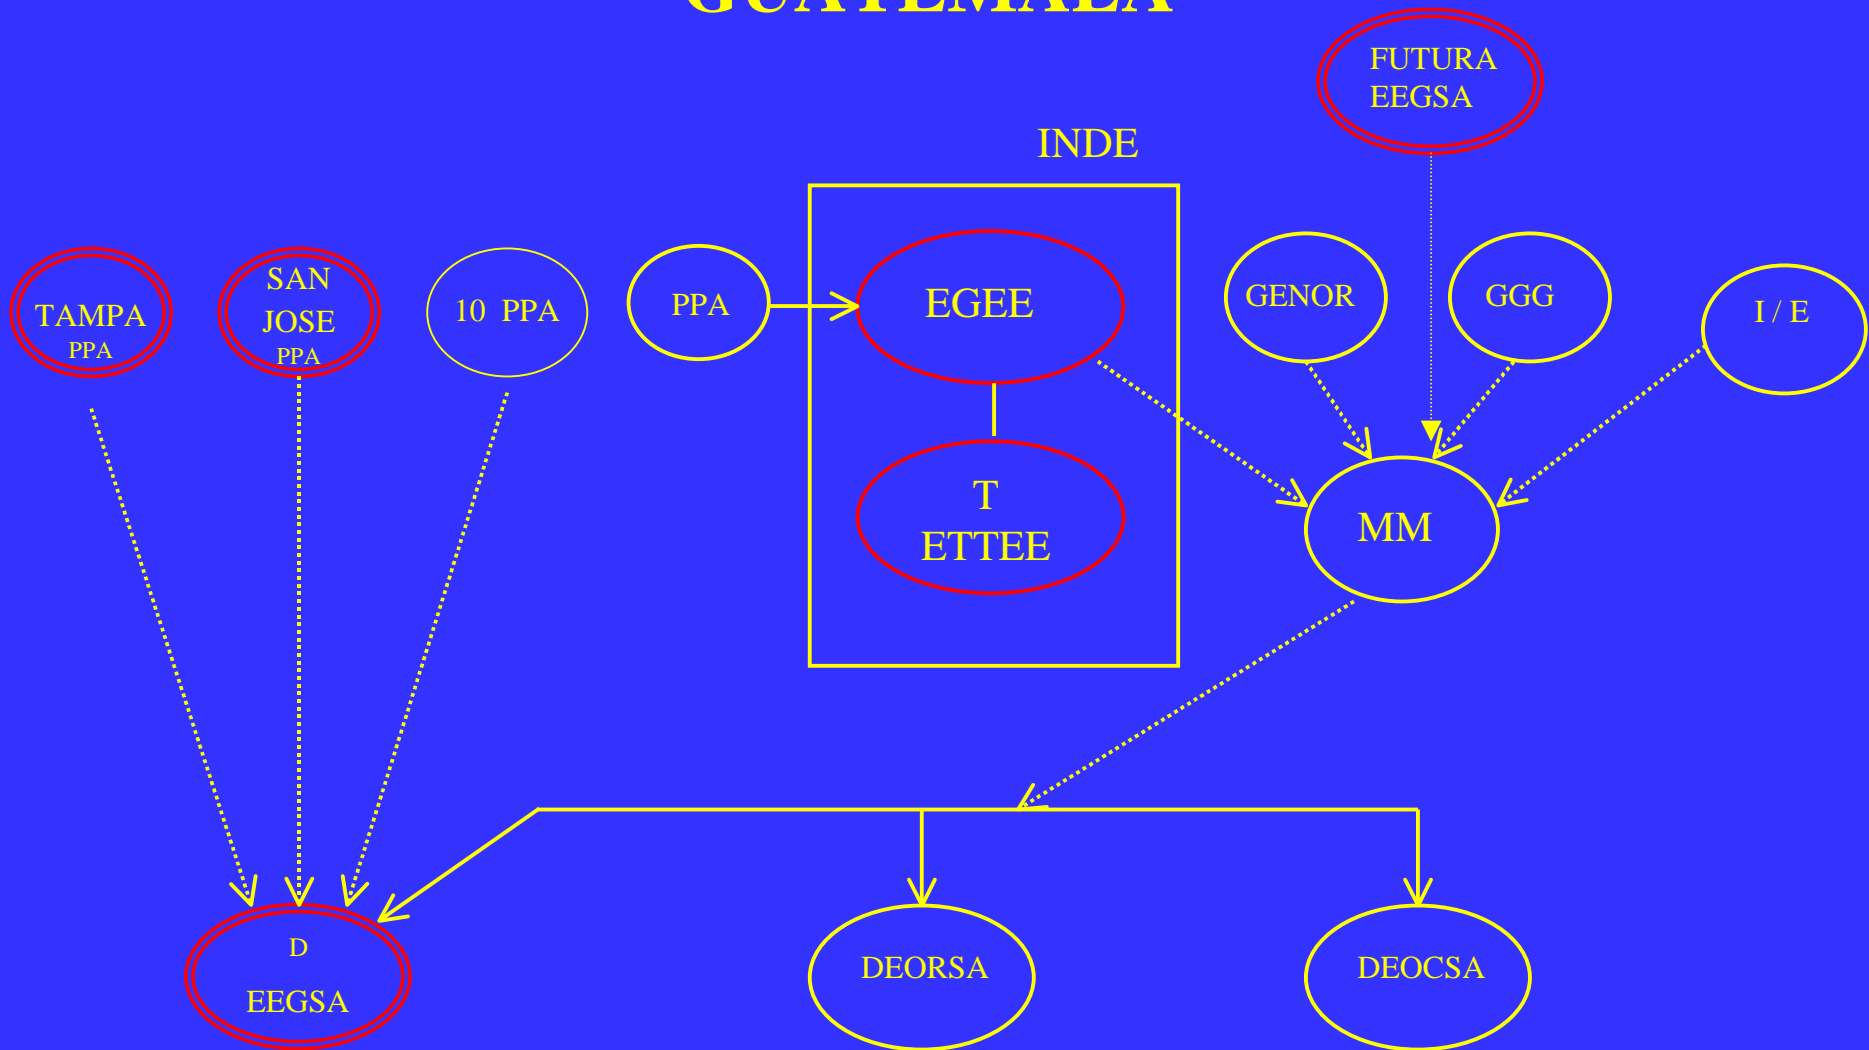 GUATEMALA
FUTURA
EEGSA
INDE
TAMPA
PPA
SAN
JOSE
PPA
10 PPA
PPA
EGEE
GENOR
GGG
I / E
T
ETTEE
MM
D
EEGSA
DEORSA
DEOCSA